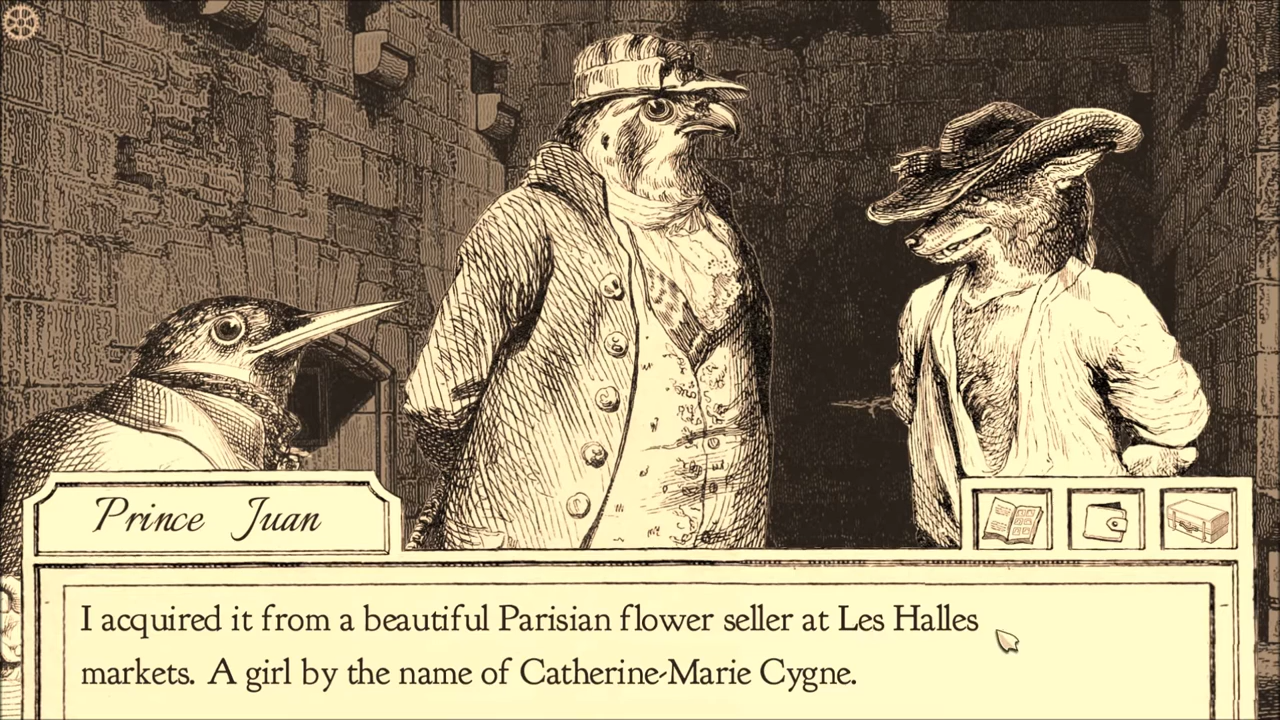 Prince Juan
I acquired it from a beautiful Parisian flower seller at Les Halles
markets. A girl by the name of Catherine-Marie Cygne.